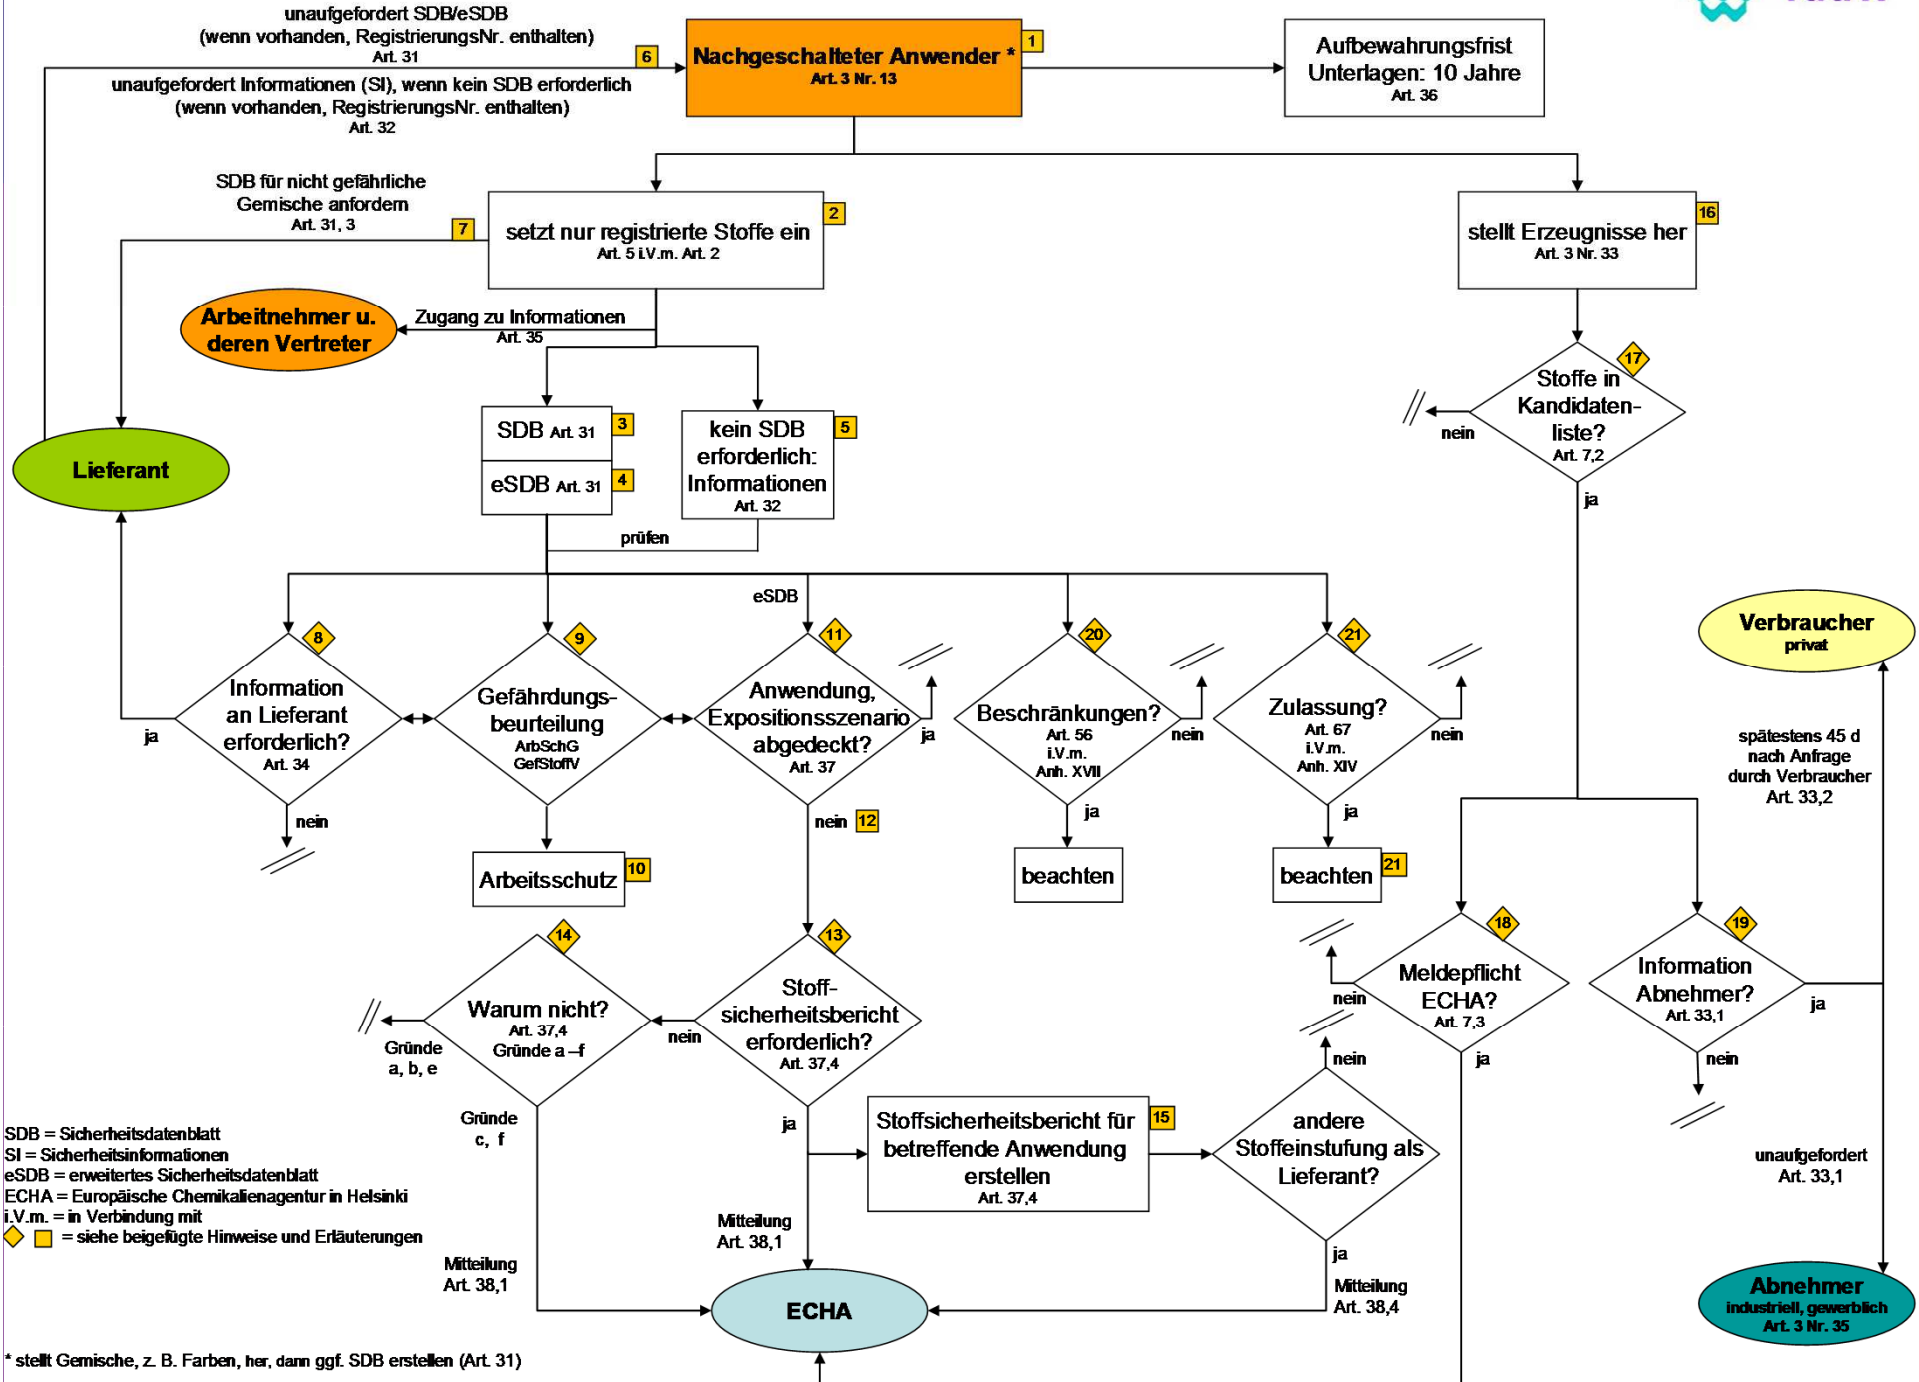 unaufgefordert SDB/eSDB
(wenn vorhanden, RegistrierungsNr. enthalten)
Art. 31
6
unaufgefordert Informationen (SI), wenn kein SDB erforderlich
(wenn vorhanden, RegistrierungsNr. enthalten)
Art. 32
Nachgeschalteter Anwender *
Art. 3 Nr. 13
1
Aufbewahrungsfrist
Unterlagen: 10 Jahre
Art. 36
SDB für nicht gefährliche
Gemische anfordern
Art. 31, 3
7
setzt nur registrierte Stoffe ein
Art. 5 i.V.m. Art. 2
2
stellt Erzeugnisse her
Art. 3 Nr. 33
16
Arbeitnehmer u.
deren Vertreter
Zugang zu Informationen
Art. 35
17
Stoffe in
Kandidaten-
liste?
Art. 7,2
nein
ja
SDB Art. 31
3
eSDB Art. 31
4
kein SDB
erforderlich:
Informationen
Art. 32
5
Lieferant
prüfen
eSDB
8
Information
an Lieferant
erforderlich?
Art. 34
ja
nein
9
Gefährdungs-
beurteilung
ArbSchG
GefStoffV
11
Anwendung,
Expositionsszenario
abgedeckt?
Art. 37
ja
nein 12
20
Beschränkungen?
Art. 56
i.V.m.
Anh. XVII
nein
ja
21
Zulassung?
Art. 67
i.V.m.
Anh. XIV
nein
ja
Verbraucher
privat
spätestens 45 d
nach Anfrage
durch Verbraucher
Art. 33,2
Arbeitsschutz
10
beachten
beachten
21
14
Warum nicht?
Art. 37,4
Gründe a –f
Gründe
a, b, e
Gründe
c, f
13
Stoff-
sicherheitsbericht
erforderlich?
Art. 37,4
nein
ja
18
Meldepflicht
ECHA?
Art. 7,3
nein
ja
19
Information
Abnehmer?
Art. 33,1
ja
nein
Stoffsicherheitsbericht für
betreffende Anwendung
erstellen
Art. 37,4
15
nein
andere
Stoffeinstufung als
Lieferant?
ja
unaufgefordert
Art. 33,1
SDB = Sicherheitsdatenblatt
SI = Sicherheitsinformationen
eSDB = erweitertes Sicherheitsdatenblatt
ECHA = Europäische Chemikalienagentur in Helsinki
i.V.m. = in Verbindung mit
= siehe beigefügte Hinweise und Erläuterungen
Mitteilung
Art. 38,1
Mitteilung
Art. 38,1
Mitteilung
Art. 38,4
ECHA
Abnehmer
industriell, gewerblich
Art. 3 Nr. 35
* stellt Gemische, z. B. Farben, her, dann ggf. SDB erstellen (Art. 31)